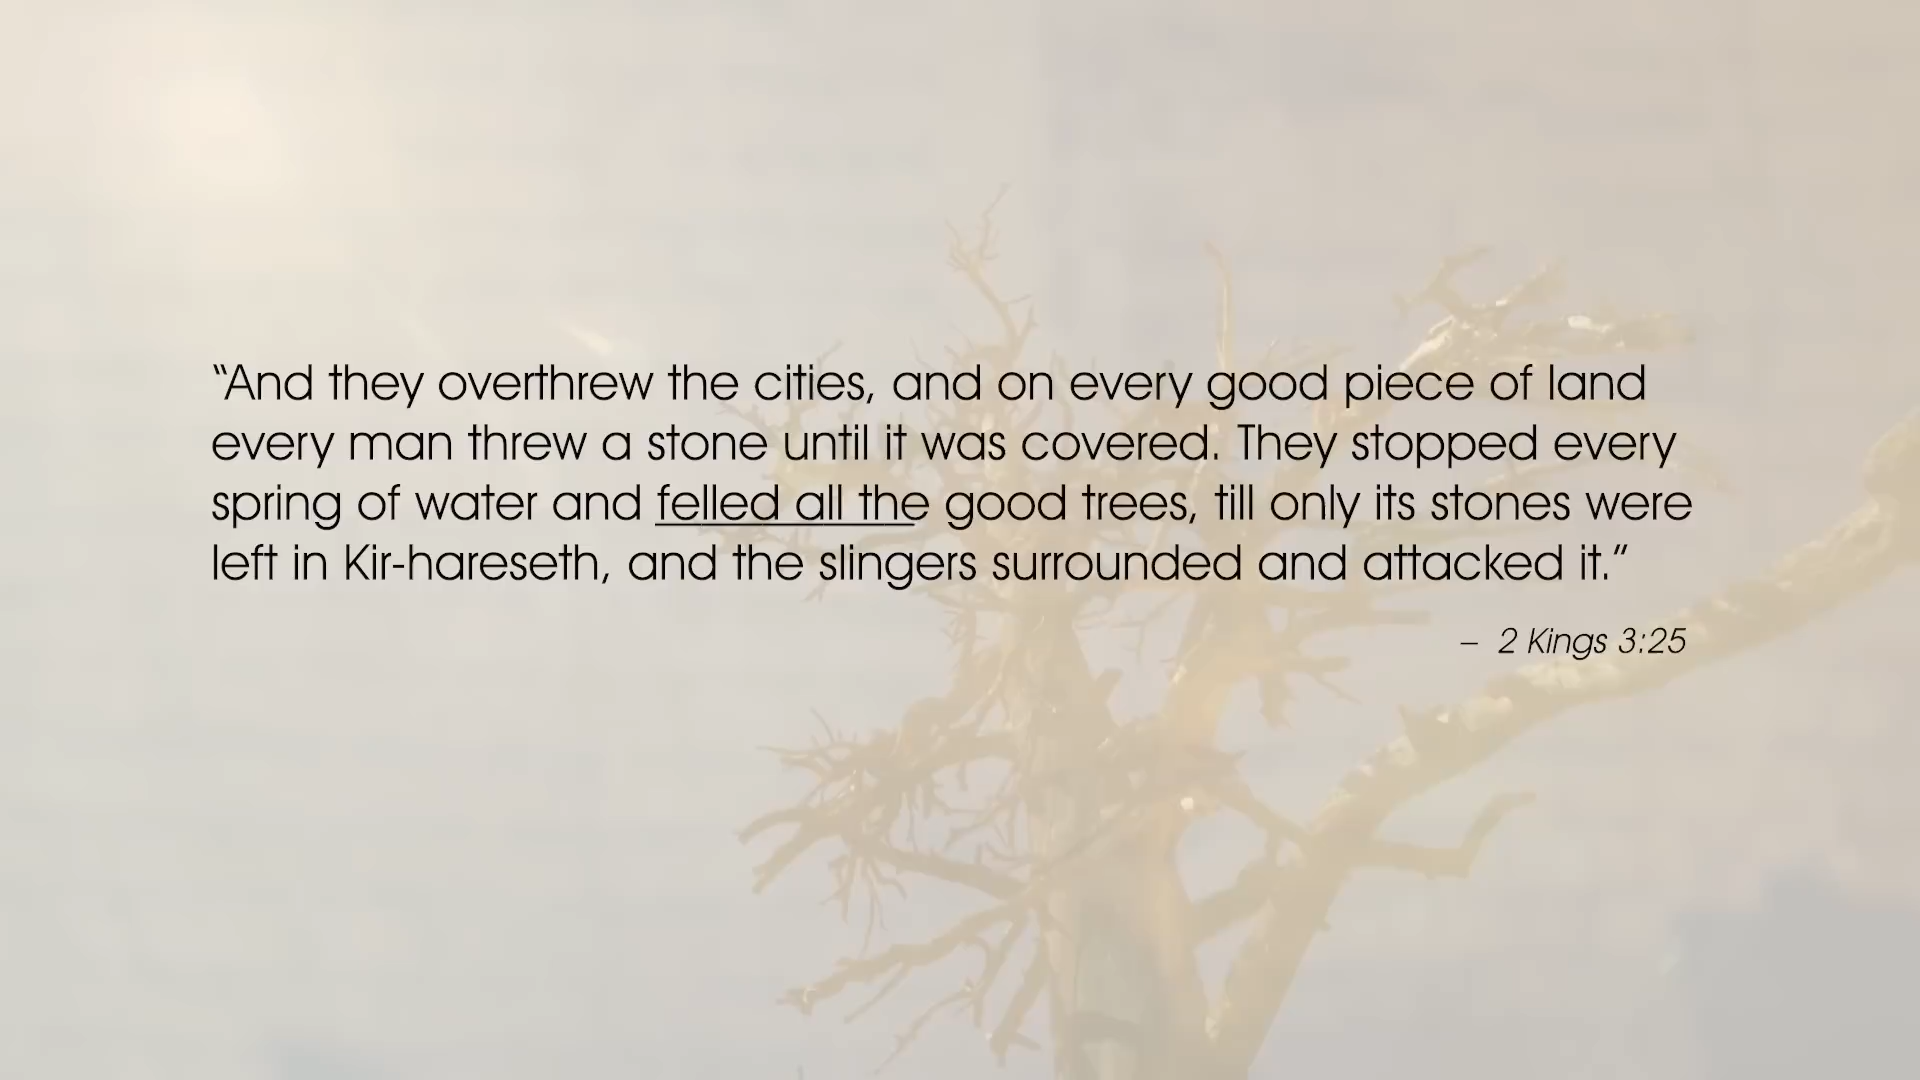 “And they overthrew the cities, and on every good piece of land
every man threw a stone until it was covered. They stopped every
spring of water and felled all the good trees, till only its stones were
left in Kir-hareseth, and the slingers surrounded and attacked it.”
– 2 Kings 3:25